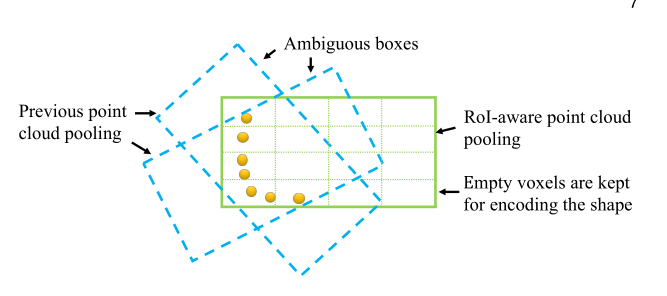 7
Ambiguous boxes
Previous point
cloud pooling
RoI-aware point cloud
pooling
Empty voxels are kept
for encoding the shape